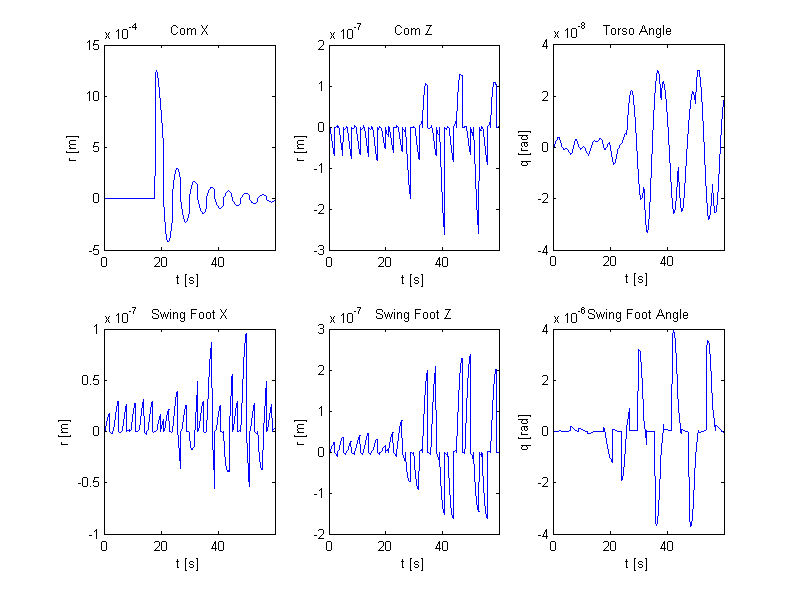 x 10-4 Com X
15
10
5
0
-5
r [m]
0 20 40
t [s]
x 10-7 Com Z
2
1
0
-1
-2
-3
r [m]
0 20 40
t [s]
x 10-8 Torso Angle
4
2
0
-2
-4
q [rad]
0 20 40
t [s]
x 10-7 Swing Foot X
1
0.5
0
-0.5
-1
r [m]
0 20 40
t [s]
x 10-7 Swing Foot Z
3
2
1
0
-1
-2
r [m]
0 20 40
t [s]
x 10-6 Swing Foot Angle
4
2
0
-2
-4
q [rad]
0 20 40
t [s]